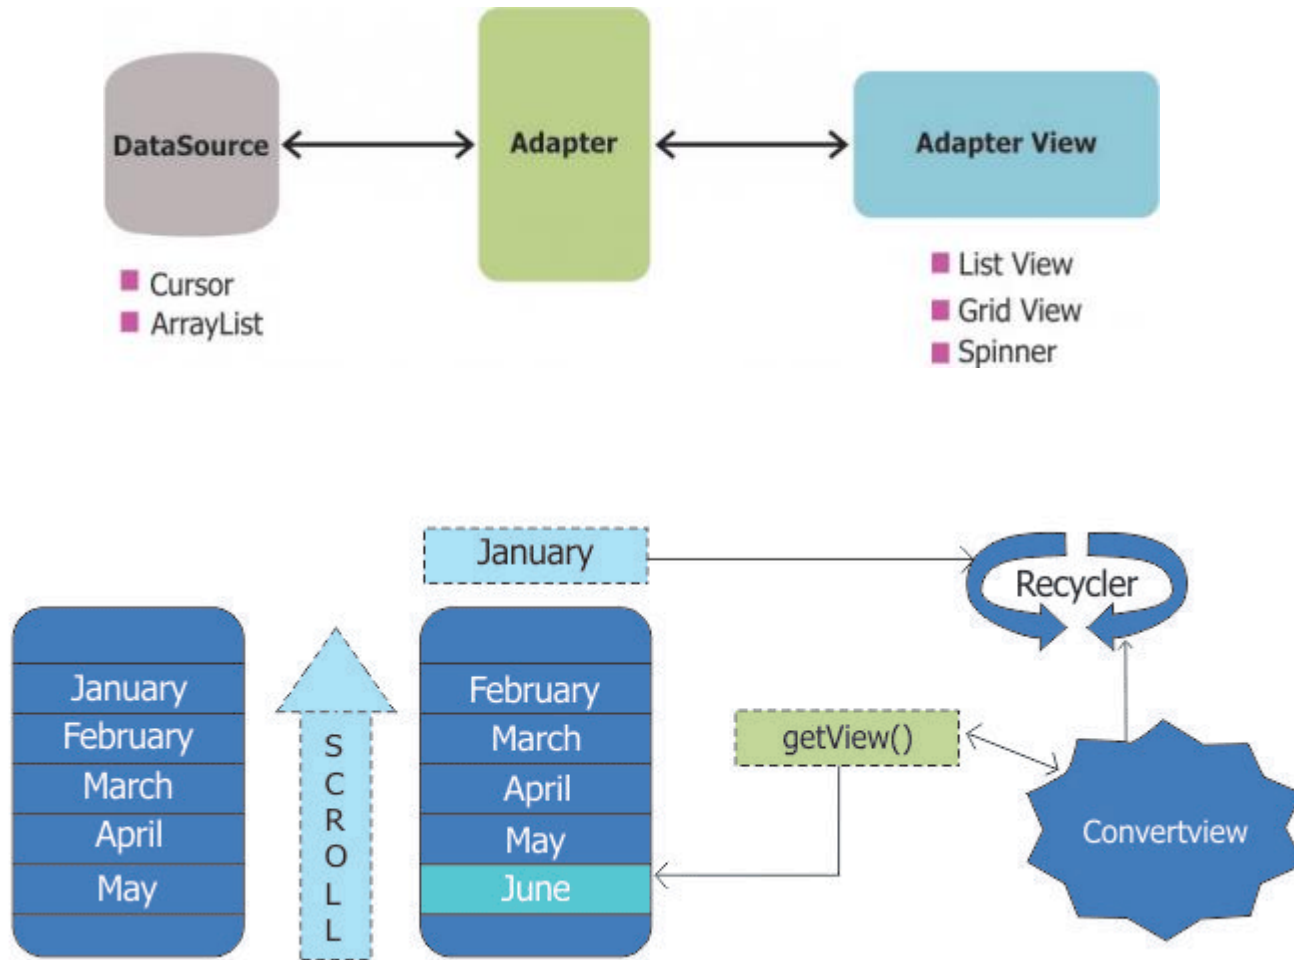 DataSource
Adapter
Adapter View
Cursor
ArrayList
List View
Grid View
Spinner
January
Recycler
January
February
March
April
May
SCROLL
February
March
April
May
June
getView()
Convertview